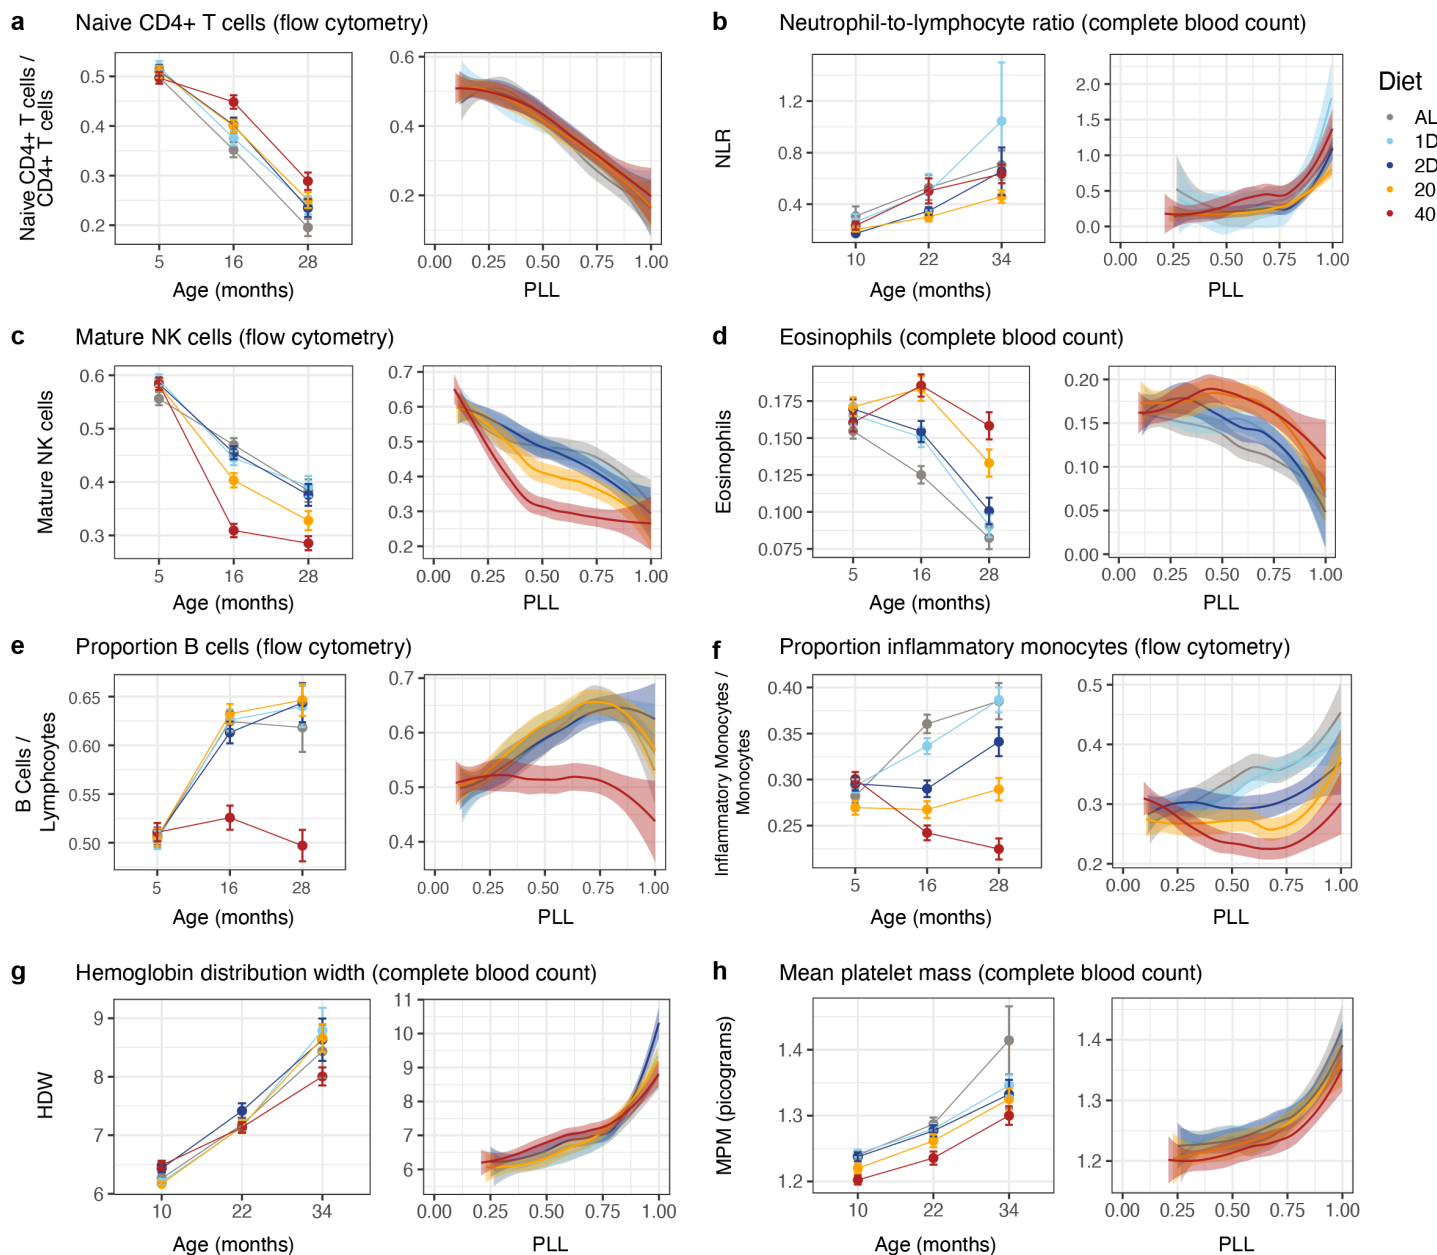 a Naive CD4+ T cells (flow cytometry)
Naive CD4+ T cells /
CD4+ T cells
0.5
0.4
0.3
0.2
5 16 28
Age (months)
0.6
0.4
0.2
0.00 0.25 0.50 0.75 1.00
PLL
b Neutrophil-to-lymphocyte ratio (complete blood count)
NLR
1.2
0.8
0.4
10 22 34
Age (months)
2.0
1.5
1.0
0.5
0.0
0.00 0.25 0.50 0.75 1.00
PLL
Diet
AL
1D
2D
20
40
c Mature NK cells (flow cytometry)
Mature NK cells
0.6
0.5
0.4
0.3
5 16 28
Age (months)
0.7
0.6
0.5
0.4
0.3
0.2
0.00 0.25 0.50 0.75 1.00
PLL
d Eosinophils (complete blood count)
Eosinophils
0.175
0.150
0.125
0.100
0.075
5 16 28
Age (months)
0.20
0.15
0.10
0.05
0.00
0.00 0.25 0.50 0.75 1.00
PLL
e Proportion B cells (flow cytometry)
B Cells /
Lymphocytes
0.65
0.60
0.55
0.50
5 16 28
Age (months)
0.7
0.6
0.5
0.4
0.00 0.25 0.50 0.75 1.00
PLL
f Proportion inflammatory monocytes (flow cytometry)
Inflammatory Monocytes /
Monocytes
0.40
0.35
0.30
0.25
5 16 28
Age (months)
0.5
0.4
0.3
0.2
0.00 0.25 0.50 0.75 1.00
PLL
g Hemoglobin distribution width (complete blood count)
HDW
9
8
7
6
10 22 34
Age (months)
11
10
9
8
7
6
0.00 0.25 0.50 0.75 1.00
PLL
h Mean platelet mass (complete blood count)
MPM (picograms)
1.4
1.3
1.2
10 22 34
Age (months)
1.4
1.3
1.2
0.00 0.25 0.50 0.75 1.00
PLL